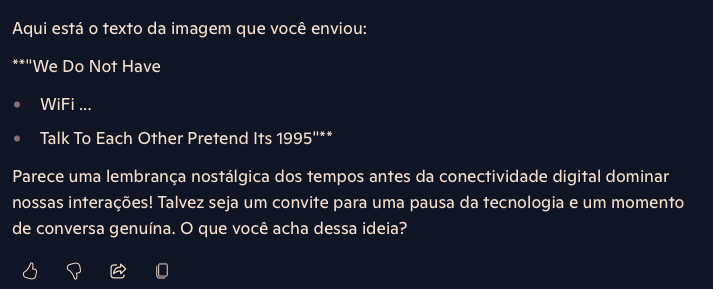 Aqui está o texto da imagem que você enviou:
**"We Do Not Have
• WiFi ...
• Talk To Each Other Pretend Its 1995"**
Parece uma lembrança nostálgica dos tempos antes da conectividade digital dominar
nossas interações! Talvez seja um convite para uma pausa da tecnologia e um momento
de conversa genuína. O que você acha dessa ideia?